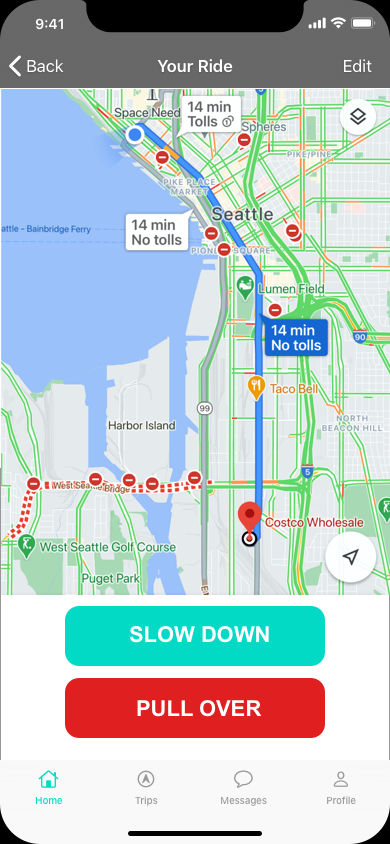 9:41
Back
Your Ride
Edit
14 min
Tolls
Space Need
Spheres
PIKE/PINE
PIKE PLACE
MARKET
Seattle
14 min
No tolls
attle - Bainbridge Ferry
SQUARE
Lumen Field
14 min
No tolls
90
Taco Bell
99
Harbor Island
NORTH
BEACON HILL
5
West Seattle Bridge
Costco Wholesale
West Seattle Golf Course
Puget Park
SLOW DOWN
PULL OVER
Home
Trips
Messages
Profile